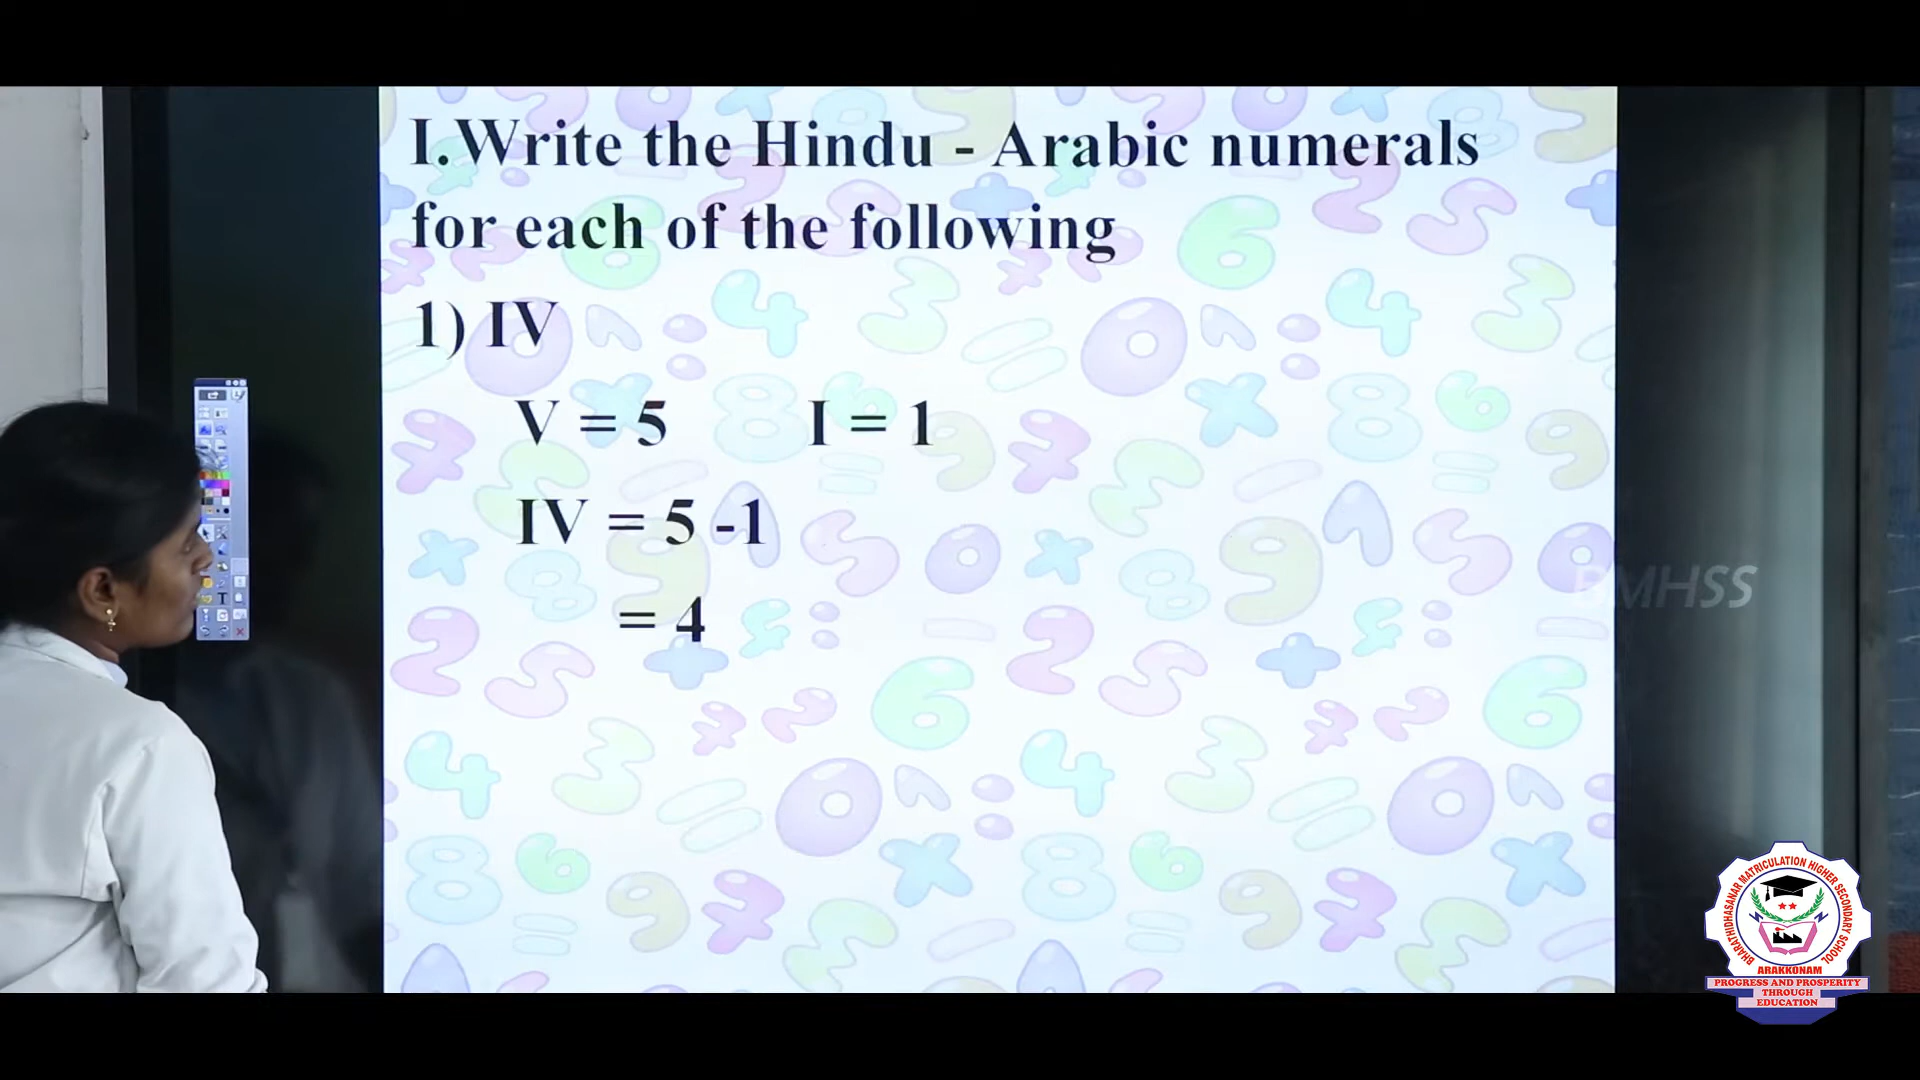 I.Write the Hindu - Arabic numerals
for each of the following
1) IV
V = 5 I = 1
IV = 5 -1
= 4
BMHSS
BHARATHIDHASANAR MATRICULATION HIGHER SECONDARY SCHOOL
ARAKKONAM
PROGRESS AND PROSPERITY
THROUGH
EDUCATION